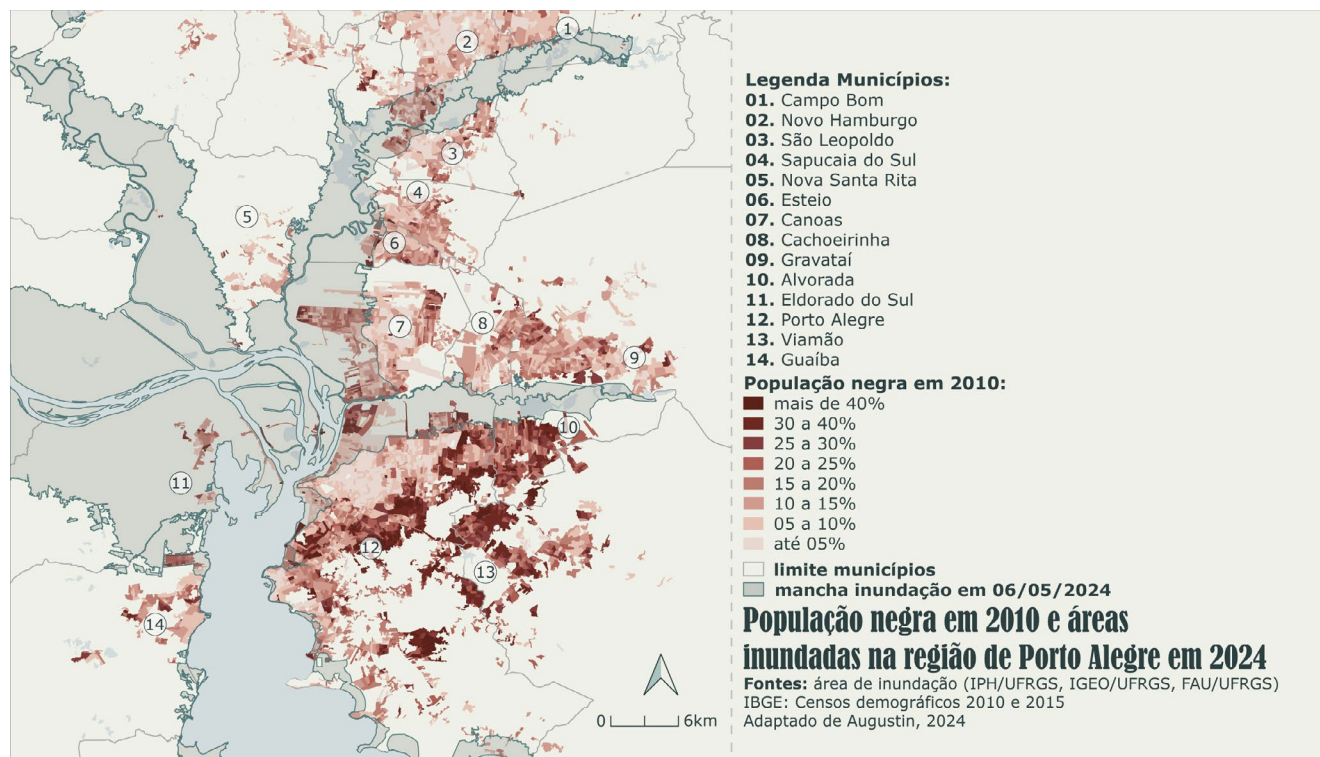 1
2
3
4
5
6
7
8
9
10
11
12
13
14
0 6km
Legenda Municípios:
01. Campo Bom
02. Novo Hamburgo
03. São Leopoldo
04. Sapucaia do Sul
05. Nova Santa Rita
06. Esteio
07. Canoas
08. Cachoeirinha
09. Gravataí
10. Alvorada
11. Eldorado do Sul
12. Porto Alegre
13. Viamão
14. Guaíba
População negra em 2010:
mais de 40%
30 a 40%
25 a 30%
20 a 25%
15 a 20%
10 a 15%
05 a 10%
até 05%
limite municípios
mancha inundação em 06/05/2024
População negra em 2010 e áreas
inundadas na região de Porto Alegre em 2024
Fontes: área de inundação (IPH/UFRGS, IGEO/UFRGS, FAU/UFRGS)
IBGE: Censos demográficos 2010 e 2015
Adaptado de Augustin, 2024